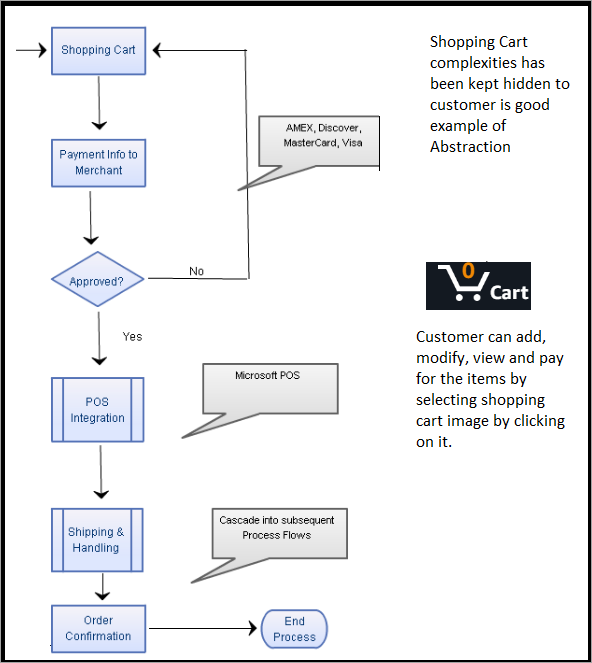 Shopping Cart
Shopping Cart
complexities has
been kept hidden to
customer is good
example of
Abstraction
AMEX, Discover,
MasterCard, Visa
Payment Info to
Merchant
Approved?
No
Yes
0
Cart
Customer can add,
modify, view and pay
for the items by
selecting shopping
cart image by clicking
on it.
Microsoft POS
POS
Integration
Shipping &
Handling
Cascade into subsequent
Process Flows
Order
Confirmation
End
Process